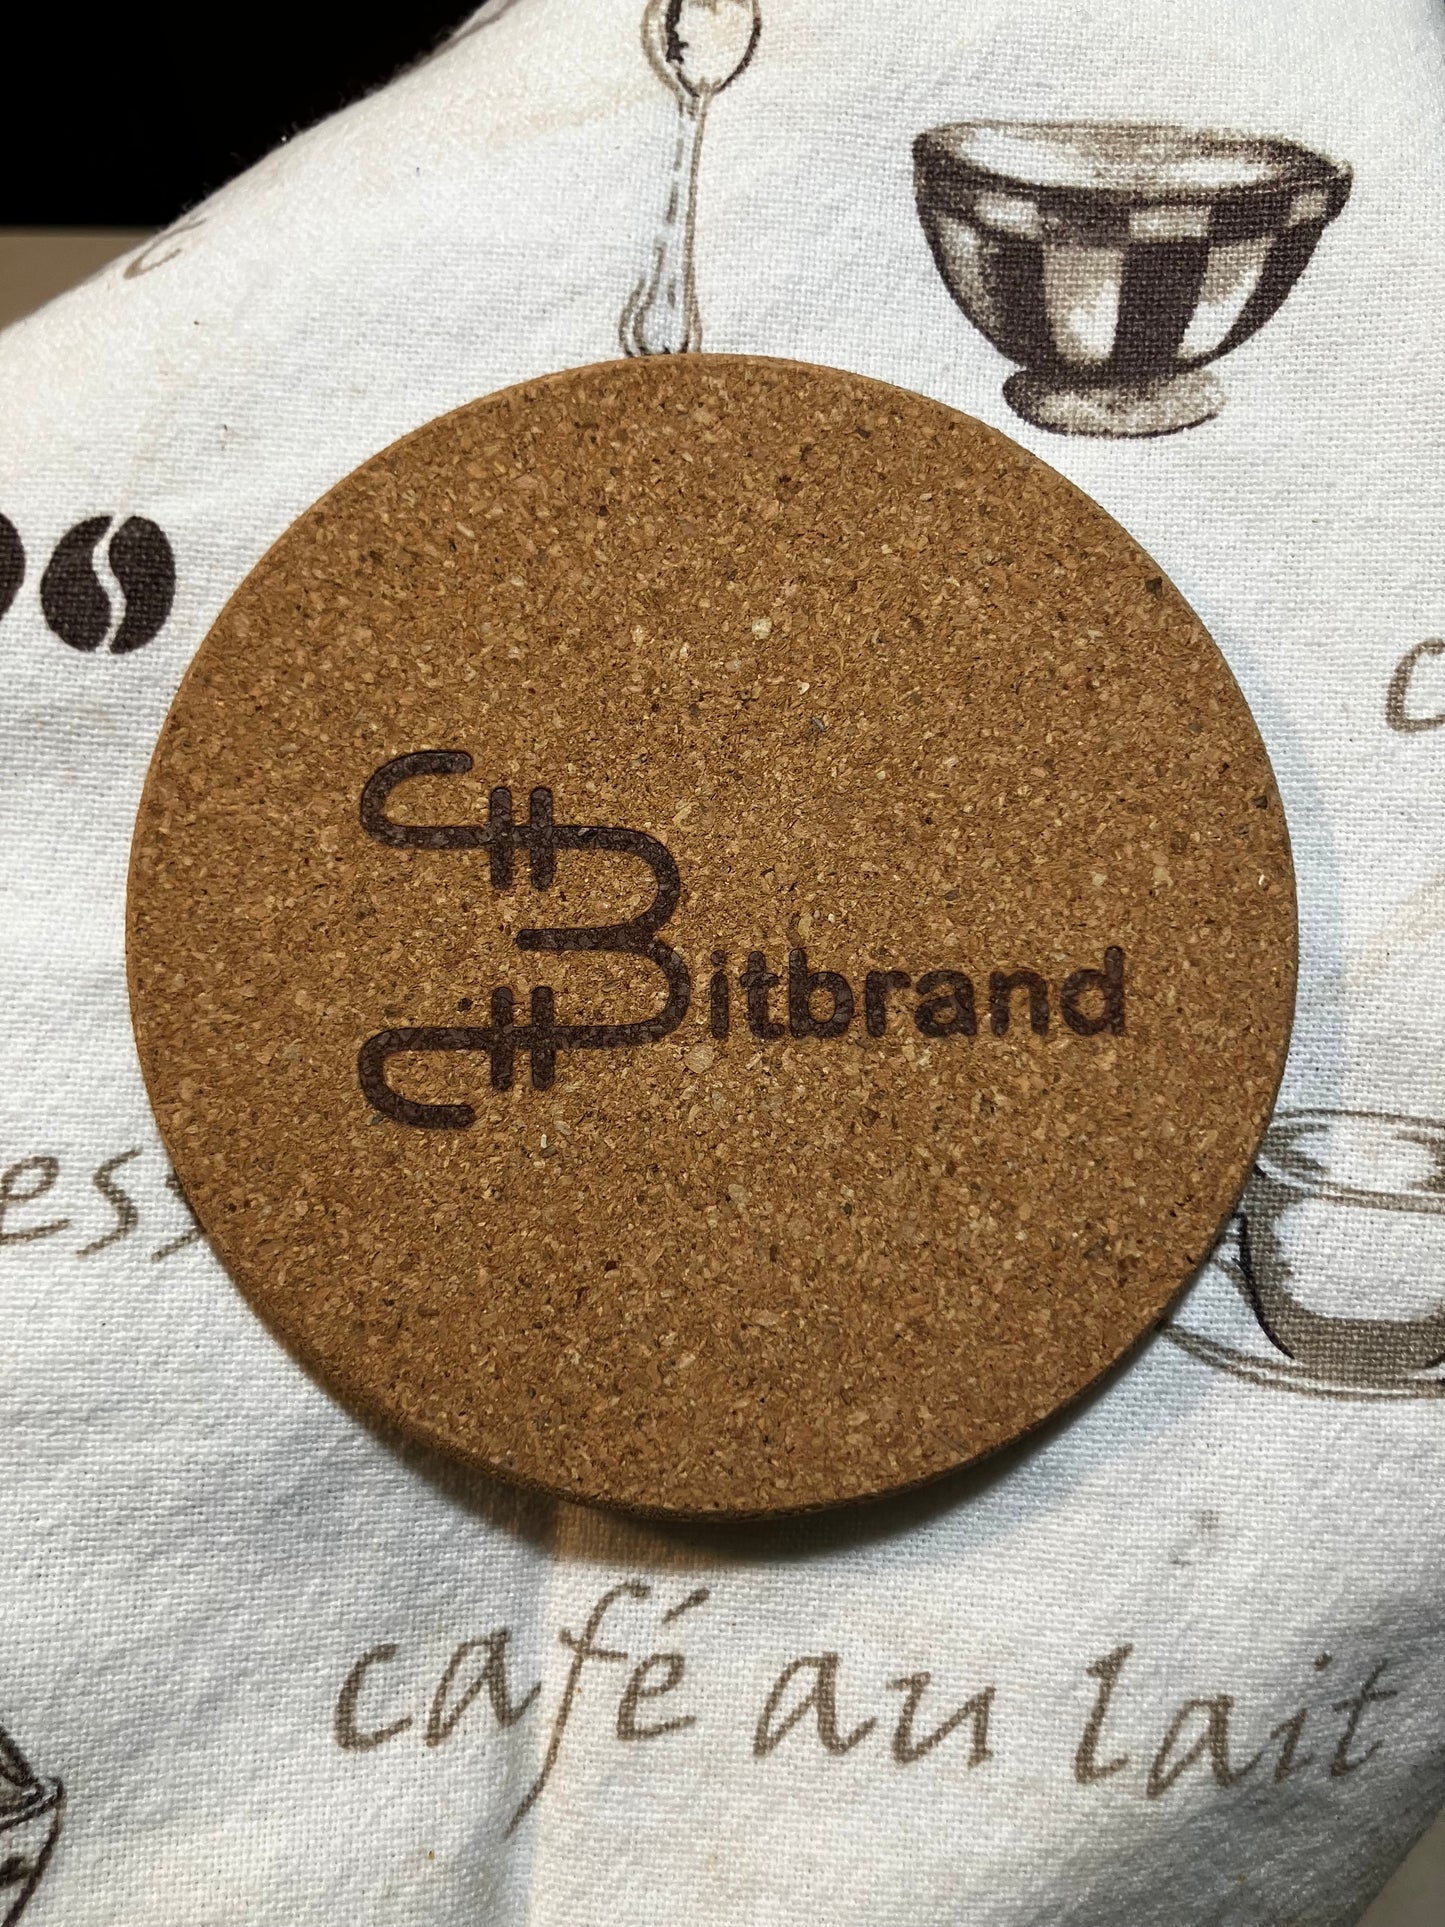 Bitbrand
café au lait